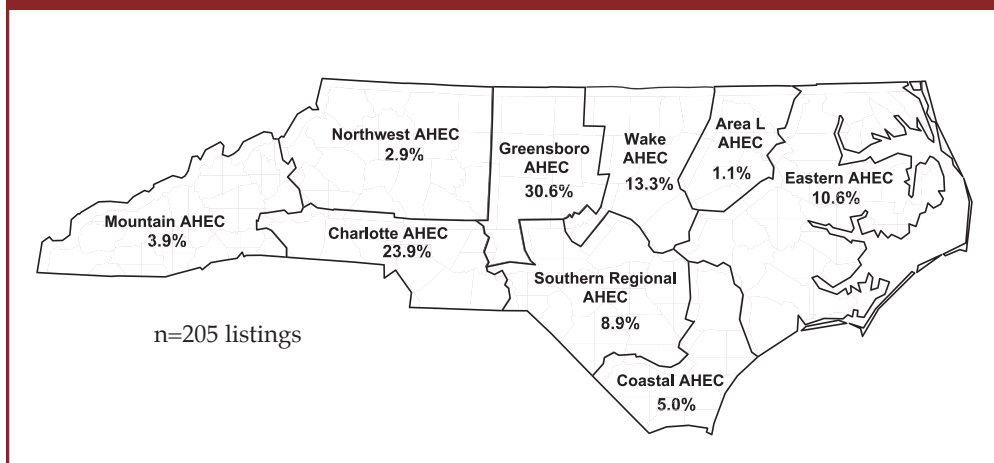 Northwest AHEC
2.9%
Greensboro
AHEC
30.6%
Wake
AHEC
13.3%
Area L
AHEC
1.1%
Eastern AHEC
10.6%
Mountain AHEC
3.9%
Charlotte AHEC
23.9%
Southern Regional
AHEC
8.9%
Coastal AHEC
5.0%
n=205 listings